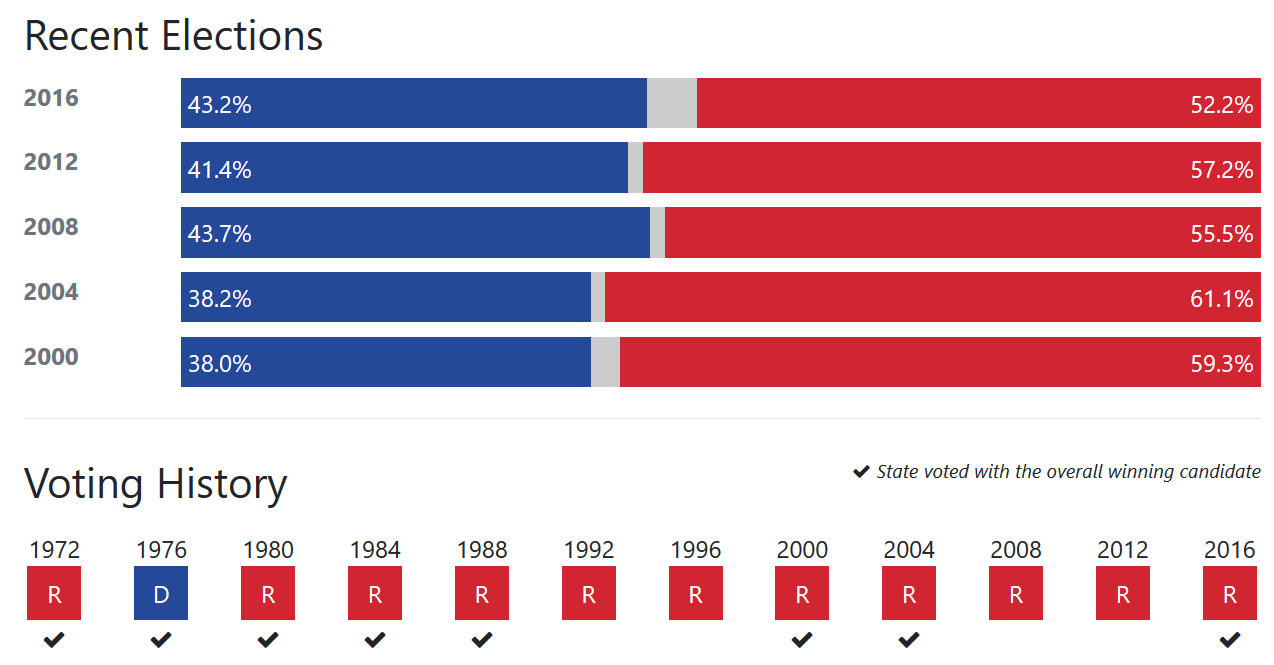 Recent Elections
2016 43.2% 52.2%
2012 41.4% 57.2%
2008 43.7% 55.5%
2004 38.2% 61.1%
2000 38.0% 59.3%
Voting History
✔ State voted with the overall winning candidate
1972 1976 1980 1984 1988 1992 1996 2000 2004 2008 2012 2016
R D R R R R R R R R R R
✔ ✔ ✔ ✔ ✔ ✔ ✔ ✔